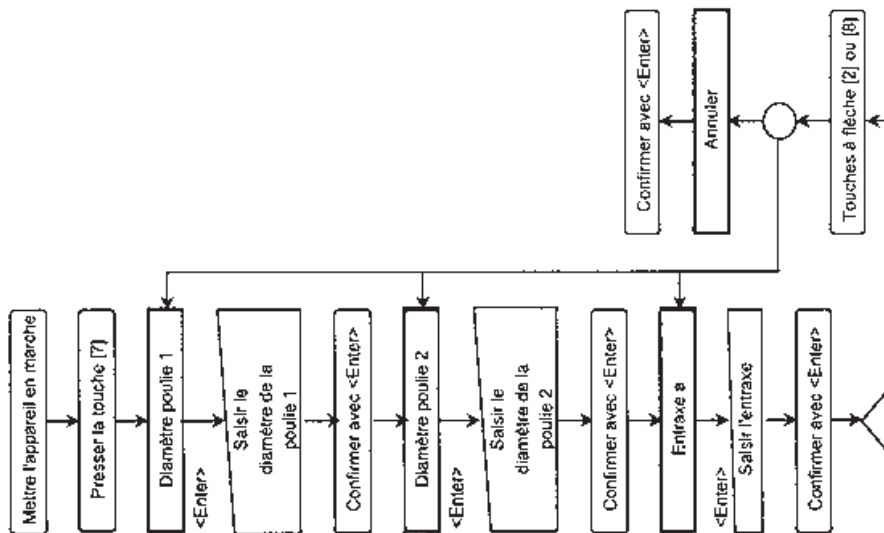 Mettre l'appareil en marche
Presser la touche [7]
Diamètre poulie 1
<Enter>
Saisir le
diamètre de la
poulie 1
Confirmer avec <Enter>
Diamètre poulie 2
<Enter>
Saisir le
diamètre de la
poulie 2
Confirmer avec <Enter>
Entraxe a
<Enter>
Saisir l'entraxe
Confirmer avec <Enter>
Confirmer avec <Enter>
Annuler
Touches à flèche [2] ou [8]